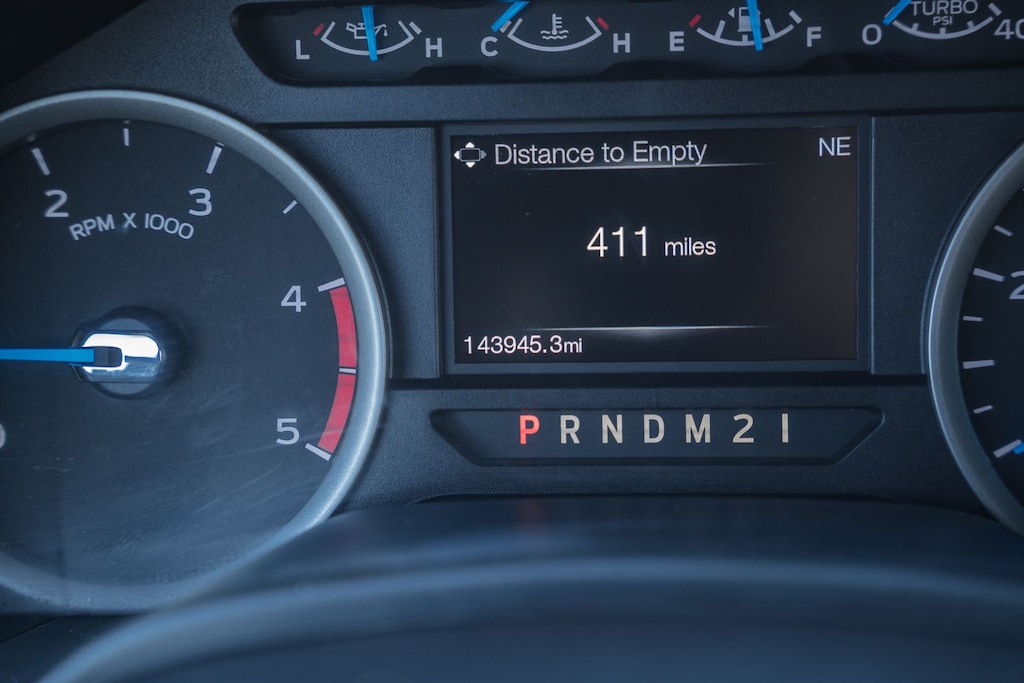 L H C H E F 0 TURBO PSI 40
Distance to Empty NE
2 3
RPM X 1000
411 miles
4
143945.3mi
5
P R N D M 2 1